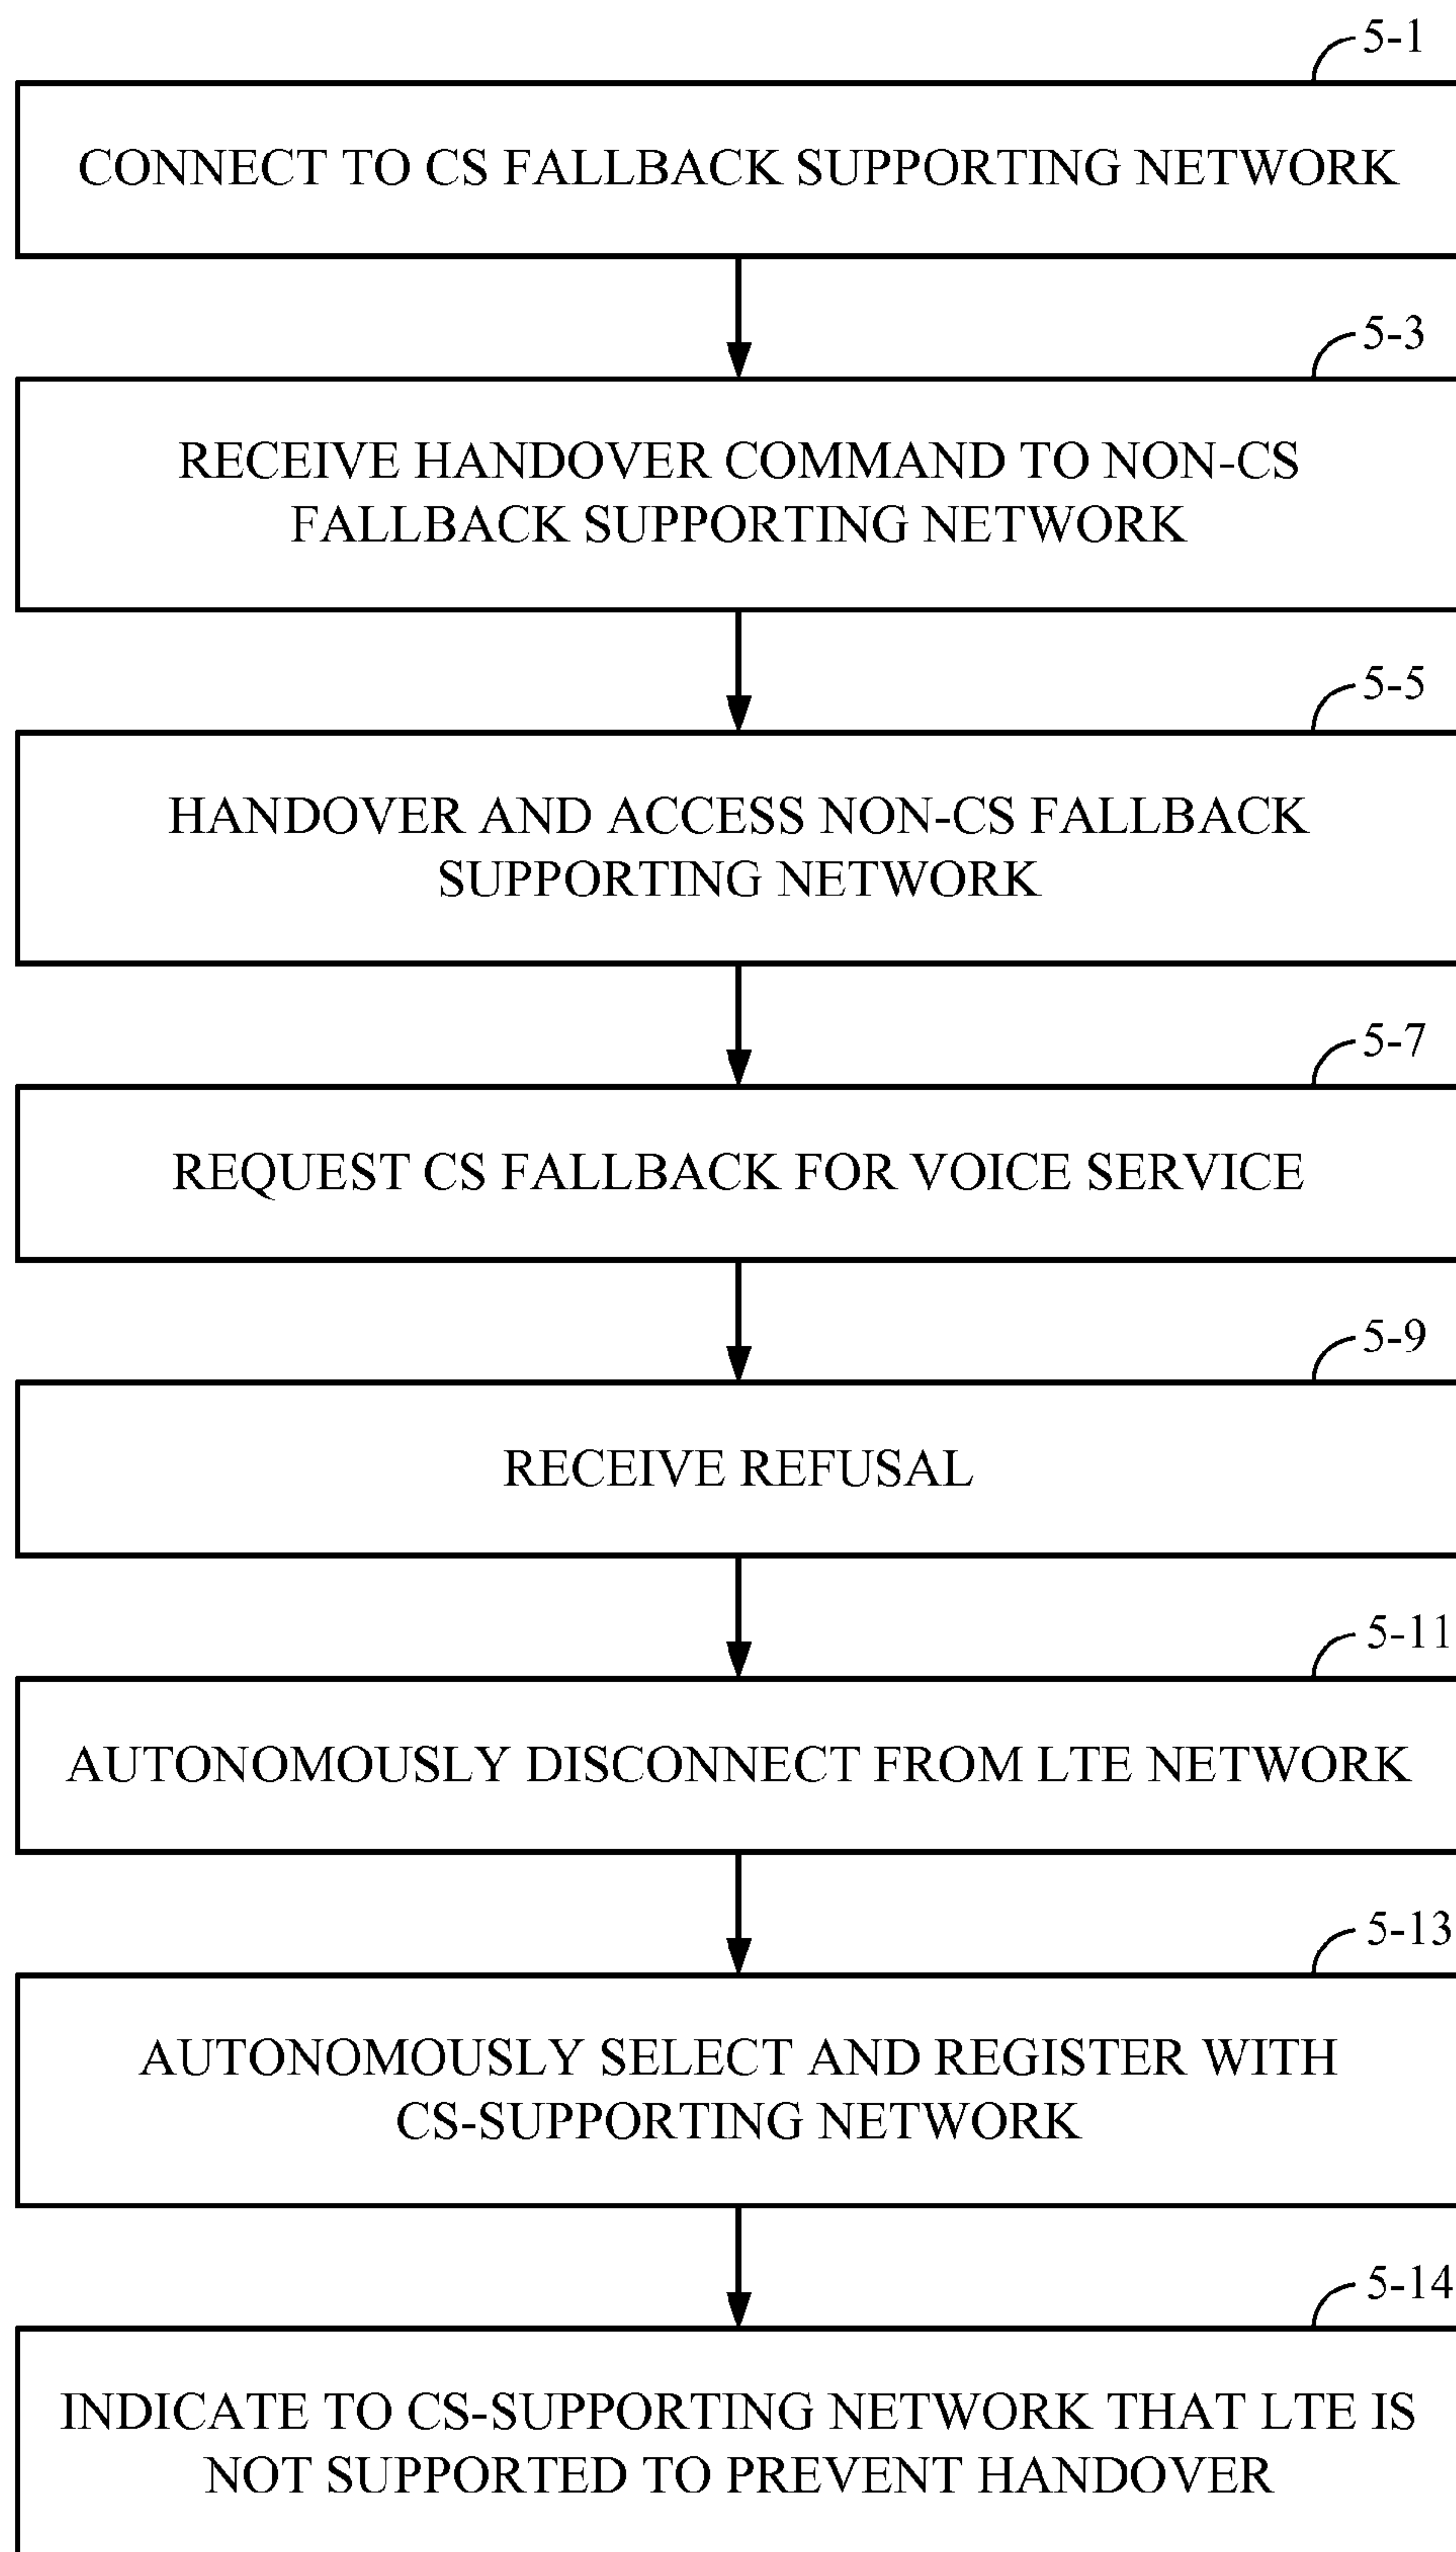 5-1
CONNECT TO CS FALLBACK SUPPORTING NETWORK
5-3
RECEIVE HANDOVER COMMAND TO NON-CS
FALLBACK SUPPORTING NETWORK
5-5
HANDOVER AND ACCESS NON-CS FALLBACK
SUPPORTING NETWORK
5-7
REQUEST CS FALLBACK FOR VOICE SERVICE
5-9
RECEIVE REFUSAL
5-11
AUTONOMOUSLY DISCONNECT FROM LTE NETWORK
5-13
AUTONOMOUSLY SELECT AND REGISTER WITH
CS-SUPPORTING NETWORK
5-14
INDICATE TO CS-SUPPORTING NETWORK THAT LTE IS
NOT SUPPORTED TO PREVENT HANDOVER